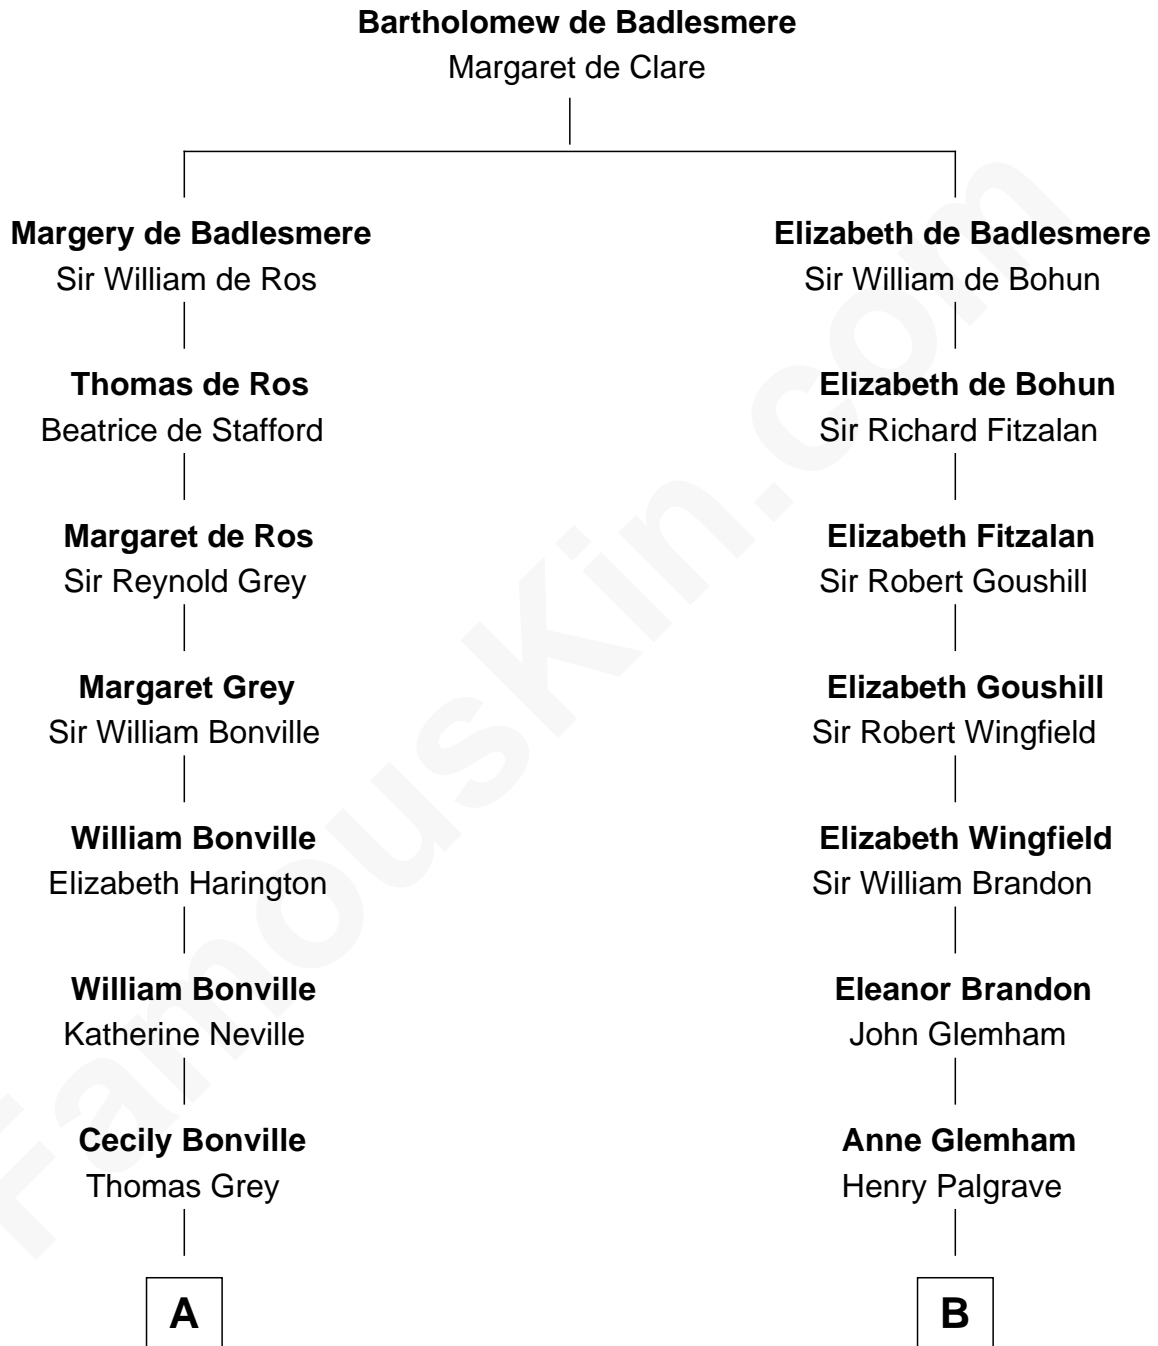 Bartholomew de Badlesmere
Margaret de Clare
Margery de Badlesmere
Sir William de Ros
Elizabeth de Badlesmere
Sir William de Bohun
Thomas de Ros
Beatrice de Stafford
Elizabeth de Bohun
Sir Richard Fitzalan
Margaret de Ros
Sir Reynold Grey
Elizabeth Fitzalan
Sir Robert Goushill
Margaret Grey
Sir William Bonville
Elizabeth Goushill
Sir Robert Wingfield
William Bonville
Elizabeth Harington
Elizabeth Wingfield
Sir William Brandon
William Bonville
Katherine Neville
Eleanor Brandon
John Glemham
Cecily Bonville
Thomas Grey
Anne Glemham
Henry Palgrave
A
B
FamousKin.com